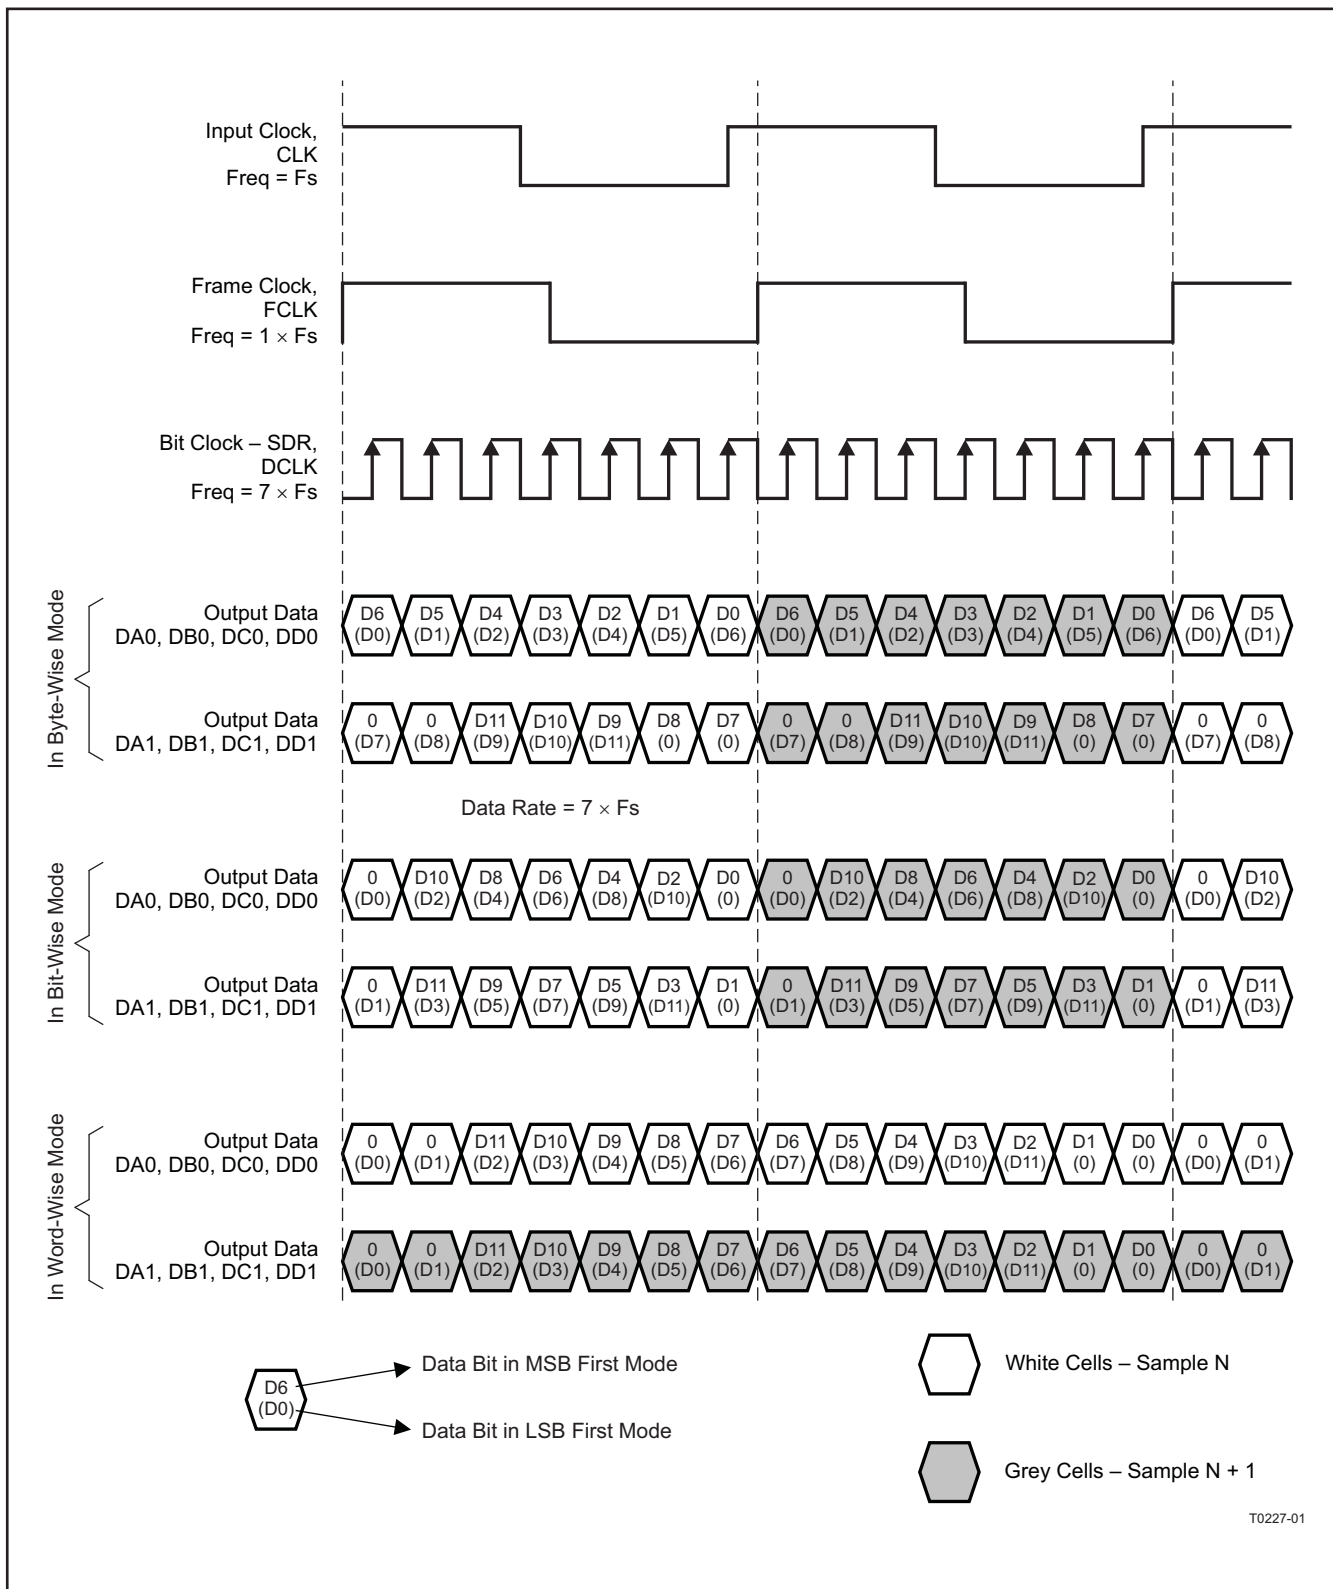 Input Clock,
CLK
Freq = Fs
Frame Clock,
FCLK
Freq = 1 × Fs
Bit Clock – SDR,
DCLK
Freq = 7 × Fs
In Byte-Wise Mode
Output Data
DA0, DB0, DC0, DD0
D6 D5 D4 D3 D2 D1 D0 D6 D5 D4 D3 D2 D1 D0 D6 D5
(D0) (D1) (D2) (D3) (D4) (D5) (D6) (D0) (D1) (D2) (D3) (D4) (D5) (D6) (D0) (D1)
Output Data
DA1, DB1, DC1, DD1
0 0 D11 D10 D9 D8 D7 0 0 D11 D10 D9 D8 D7 0 0
(D7) (D8) (D9) (D10) (D11) (0) (0) (D7) (D8) (D9) (D10) (D11) (0) (0) (D7) (D8)
Data Rate = 7 × Fs
In Bit-Wise Mode
Output Data
DA0, DB0, DC0, DD0
0 D10 D8 D6 D4 D2 D0 0 D10 D8 D6 D4 D2 D0 0 D10
(D0) (D2) (D4) (D6) (D8) (D10) (0) (D0) (D2) (D4) (D6) (D8) (D10) (0) (D0) (D2)
Output Data
DA1, DB1, DC1, DD1
0 D11 D9 D7 D5 D3 D1 0 D11 D9 D7 D5 D3 D1 0 D11
(D1) (D3) (D5) (D7) (D9) (D11) (0) (D1) (D3) (D5) (D7) (D9) (D11) (0) (D1) (D3)
In Word-Wise Mode
Output Data
DA0, DB0, DC0, DD0
0 0 D11 D10 D9 D8 D7 D6 D5 D4 D3 D2 D1 D0 0 0
(D0) (D1) (D2) (D3) (D4) (D5) (D6) (D7) (D8) (D9) (D10) (D11) (0) (0) (D0) (D1)
Output Data
DA1, DB1, DC1, DD1
0 0 D11 D10 D9 D8 D7 D6 D5 D4 D3 D2 D1 D0 0 0
(D0) (D1) (D2) (D3) (D4) (D5) (D6) (D7) (D8) (D9) (D10) (D11) (0) (0) (D0) (D1)
D6
(D0)
Data Bit in MSB First Mode
Data Bit in LSB First Mode
White Cells – Sample N
Grey Cells – Sample N + 1
T0227-01